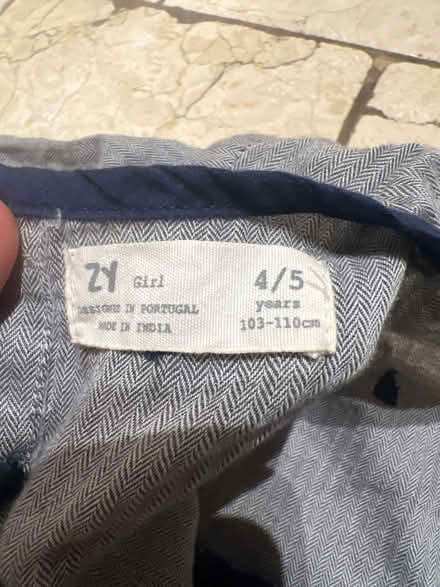 ZY Girl
DESIGNED IN PORTUGAL
MADE IN INDIA
4/5
years
103-110cm